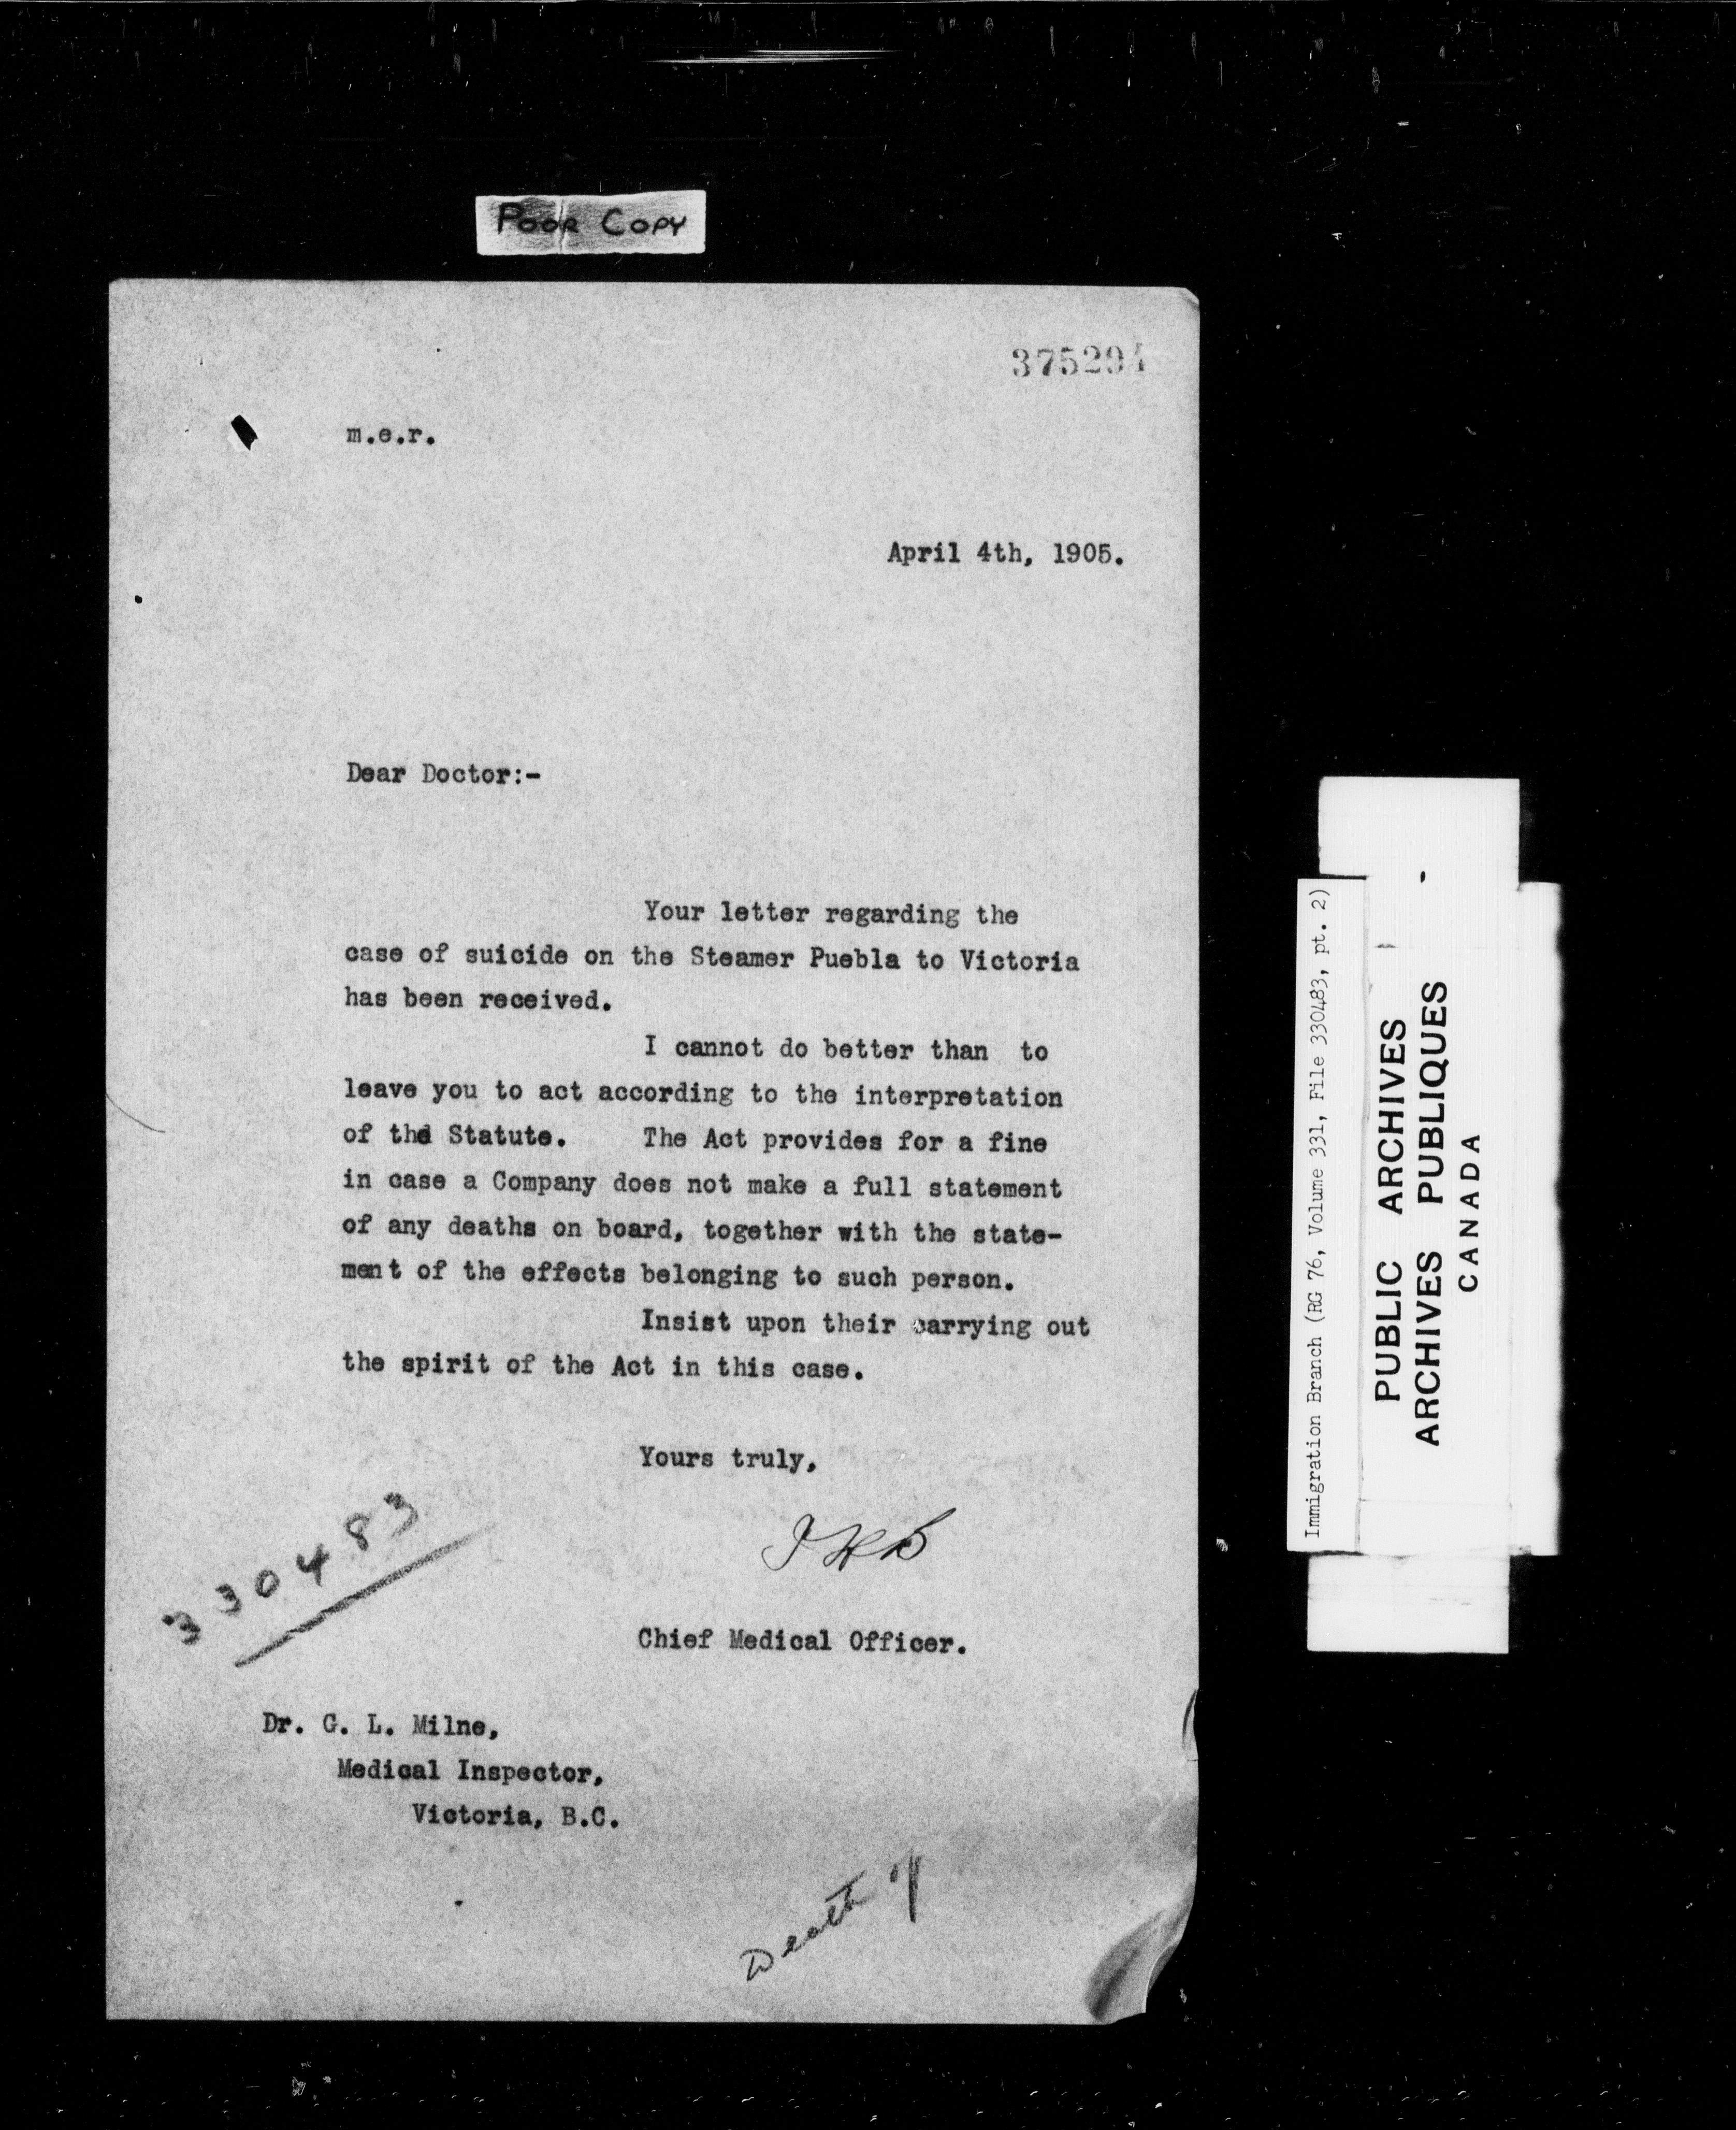 POOR COPY
375294
m.e.r.
April 4th, 1905.
Dear Doctor:-
Your letter regarding the
case of suicide on the Steamer Puebla to Victoria
has been received.
I cannot do better than to
leave you to act according to the interpretation
of the Statute. The Act provides for a fine
in case a Company does not make a full statement
of any deaths on board, together with the state-
ment of the effects belonging to such person.
Insist upon their carrying out
the spirit of the Act in this case.
Yours truly,
Chief Medical Officer.
330483
Dr. G. L. Milne,
Medical Inspector,
Victoria, B.C.
Death of
Immigration Branch (RG 76, Volume 331, File 330483, pt. 2)
PUBLIC ARCHIVES
ARCHIVES PUBLIQUES
CANADA